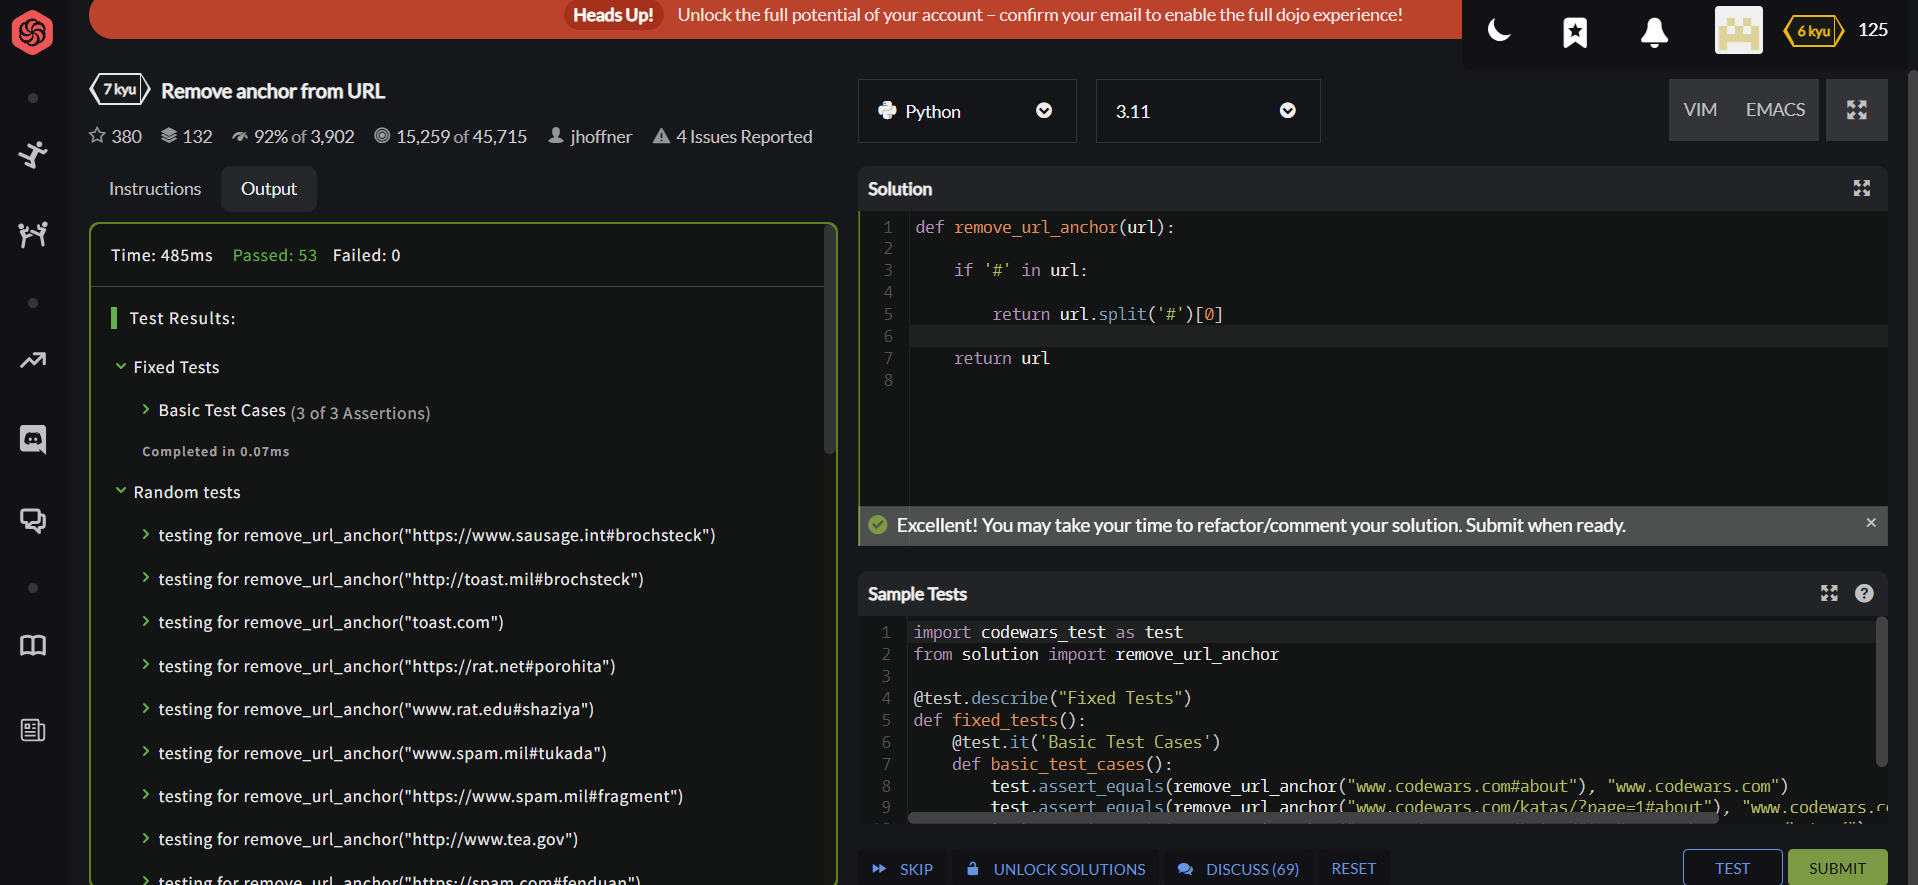 Heads Up! Unlock the full potential of your account – confirm your email to enable the full dojo experience!
6 kyu 125
7 kyu Remove anchor from URL
380 132 92% of 3,902 15,259 of 45,715 jhoffner 4 Issues Reported
Instructions Output
Time: 485ms Passed: 53 Failed: 0
Test Results:
Fixed Tests
Basic Test Cases (3 of 3 Assertions)
Completed in 0.07ms
Random tests
testing for remove_url_anchor("https://www.sausage.int#brochsteck")
testing for remove_url_anchor("http://toast.mil#brochsteck")
testing for remove_url_anchor("toast.com")
testing for remove_url_anchor("https://rat.net#porohita")
testing for remove_url_anchor("www.rat.edu#shaziya")
testing for remove_url_anchor("www.spam.mil#tukada")
testing for remove_url_anchor("https://www.spam.mil#fragment")
testing for remove_url_anchor("http://www.tea.gov")
testing for remove_url_anchor("https://spam.com#fenduan")
Python 3.11 VIM EMACS
Solution
1 def remove_url_anchor(url):
2
3 if '#' in url:
4
5 return url.split('#')[0]
6
7 return url
8
Excellent! You may take your time to refactor/comment your solution. Submit when ready. ×
Sample Tests ?
1 import codewars_test as test
2 from solution import remove_url_anchor
3
4 @test.describe("Fixed Tests")
5 def fixed_tests():
6 @test.it('Basic Test Cases')
7 def basic_test_cases():
8 test.assert_equals(remove_url_anchor("www.codewars.com#about"), "www.codewars.com")
9 test.assert_equals(remove_url_anchor("www.codewars.com/katas/?page=1#about"), "www.codewars.c
SKIP UNLOCK SOLUTIONS DISCUSS (69) RESET TEST SUBMIT